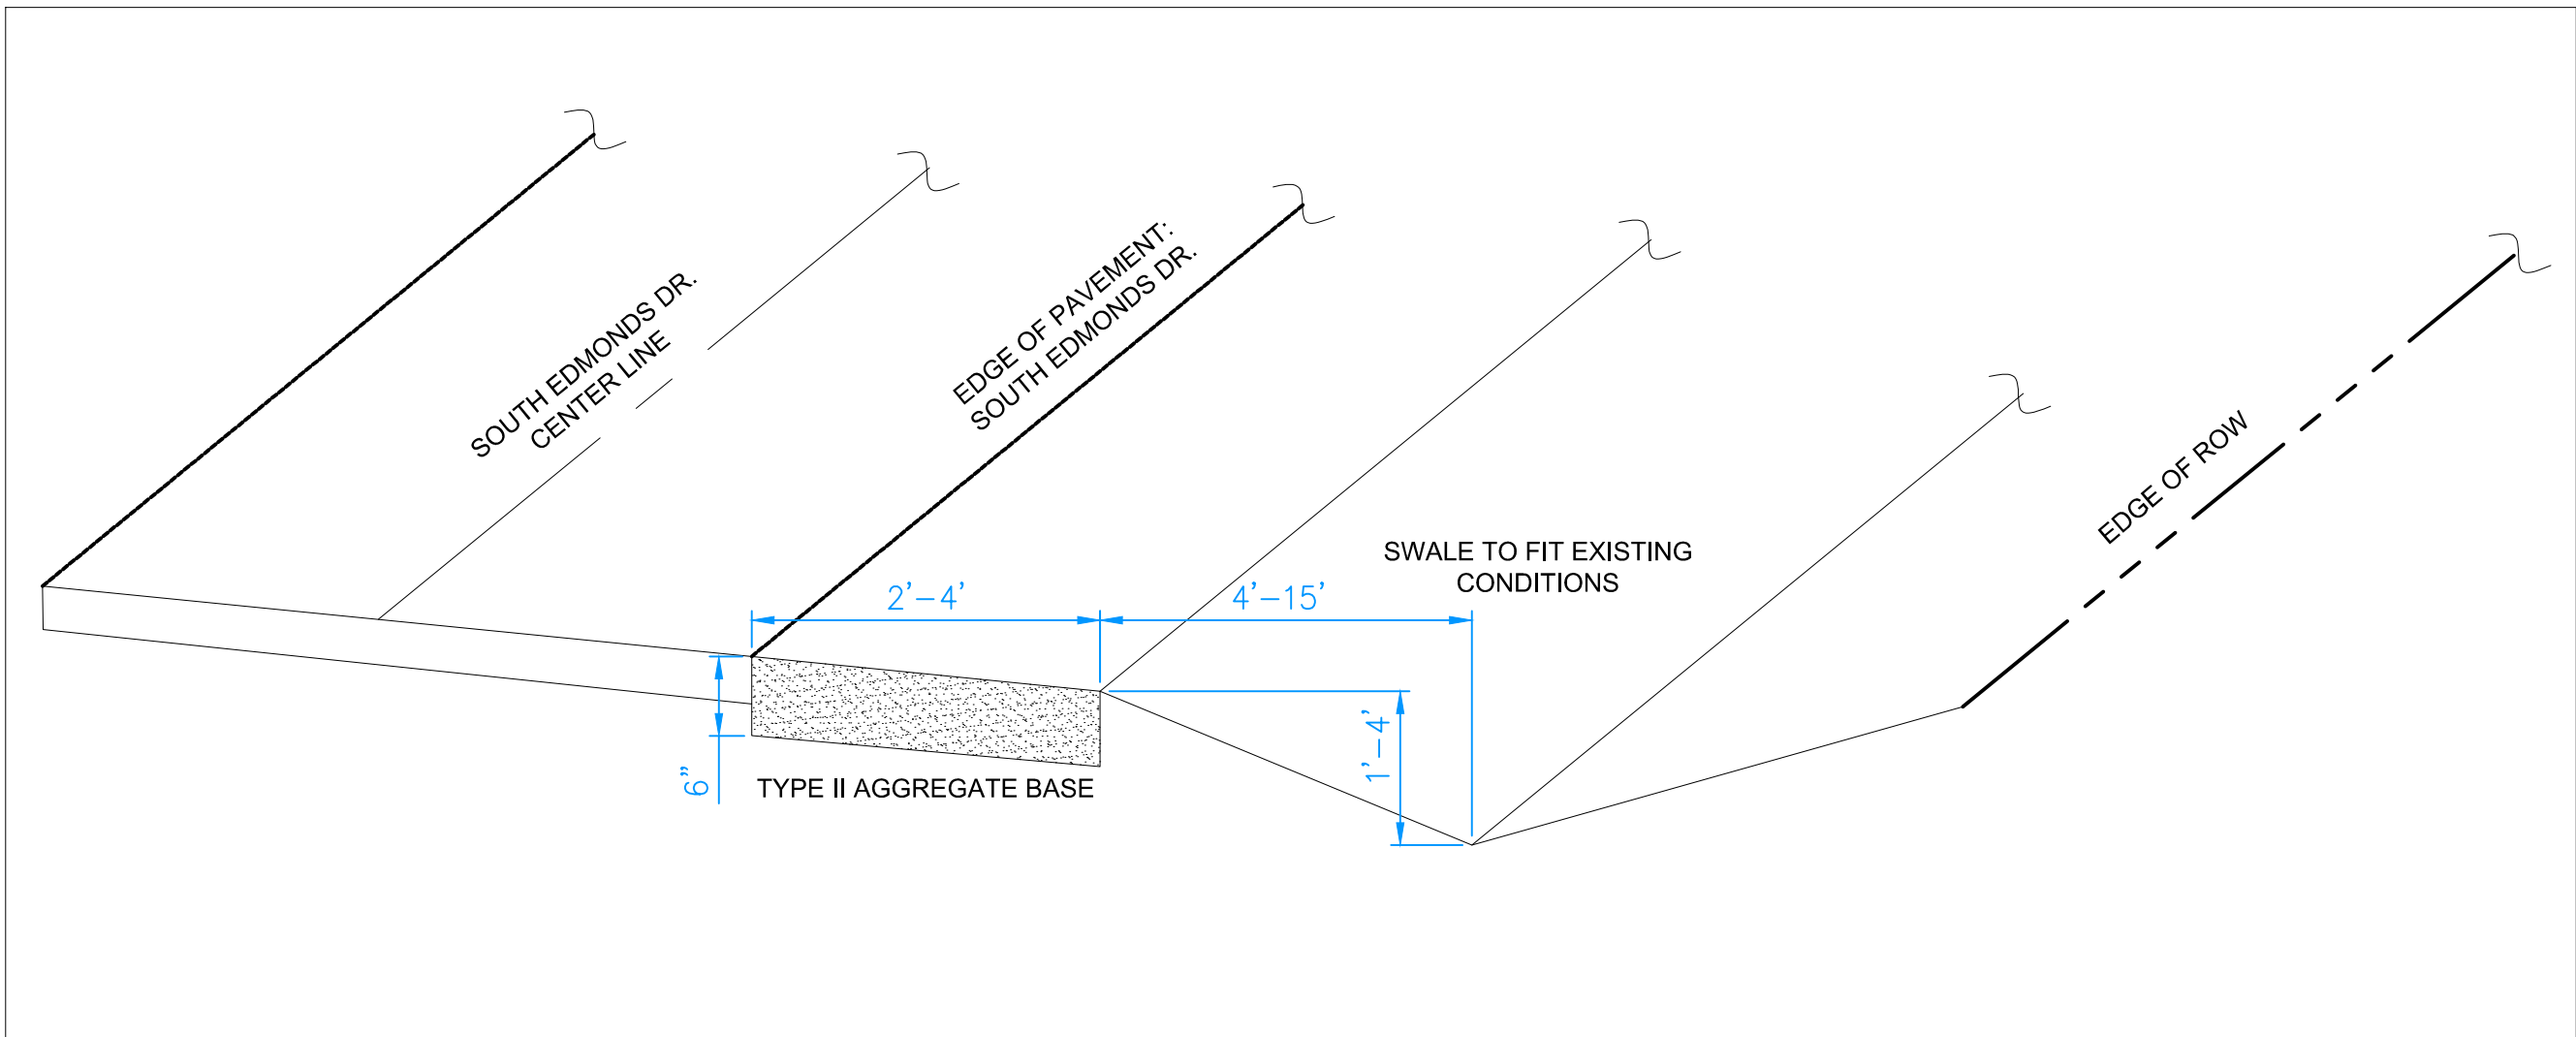 SOUTH EDMONDS DR.
CENTER LINE
EDGE OF PAVEMENT:
SOUTH EDMONDS DR.
EDGE OF ROW
SWALE TO FIT EXISTING
CONDITIONS
2'-4'
4'-15'
1'-4'
6"
TYPE II AGGREGATE BASE